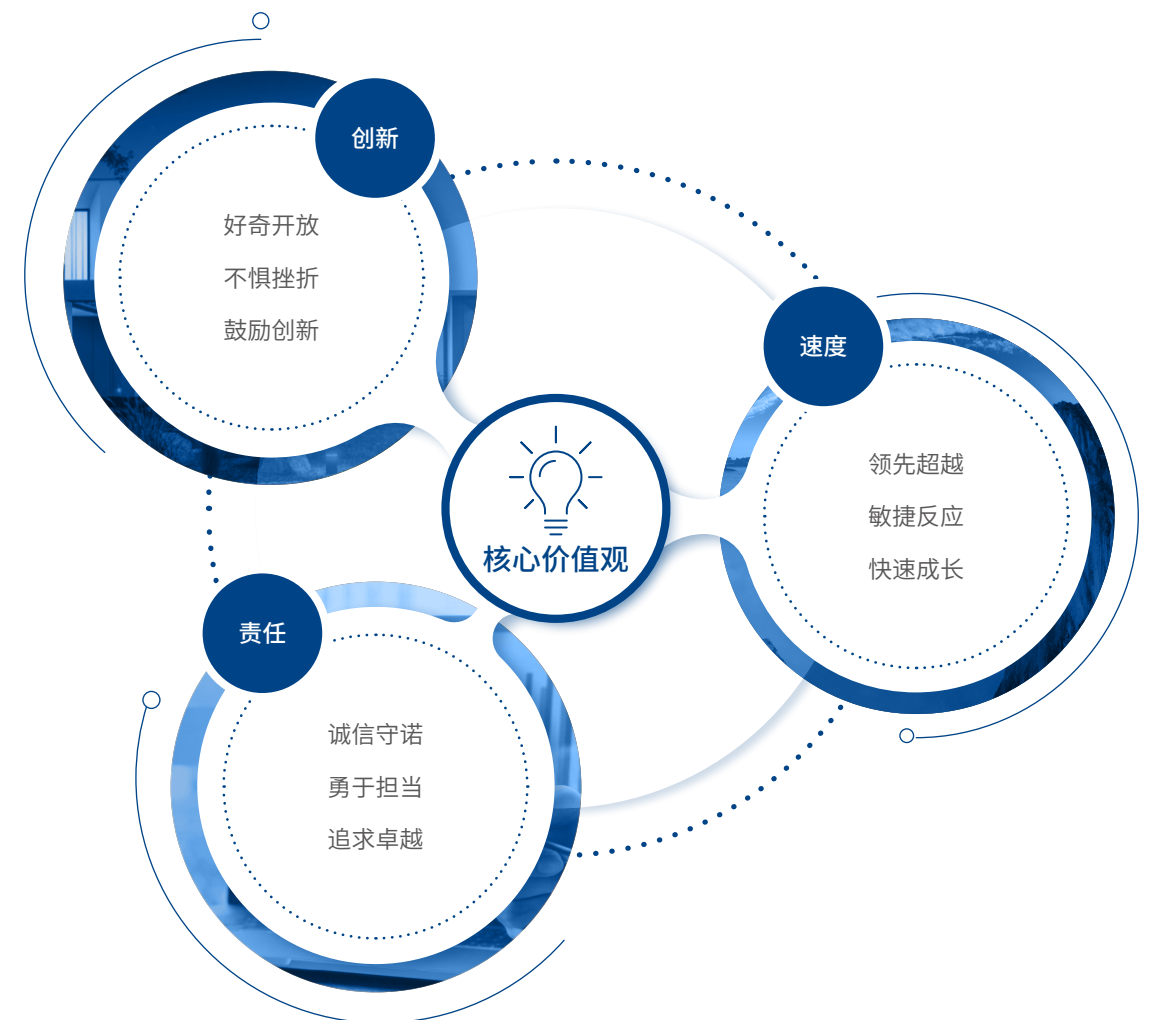 创新
好奇开放
不惧挫折
鼓励创新
速度
领先超越
敏捷反应
快速成长
核心价值观
责任
诚信守诺
勇于担当
追求卓越